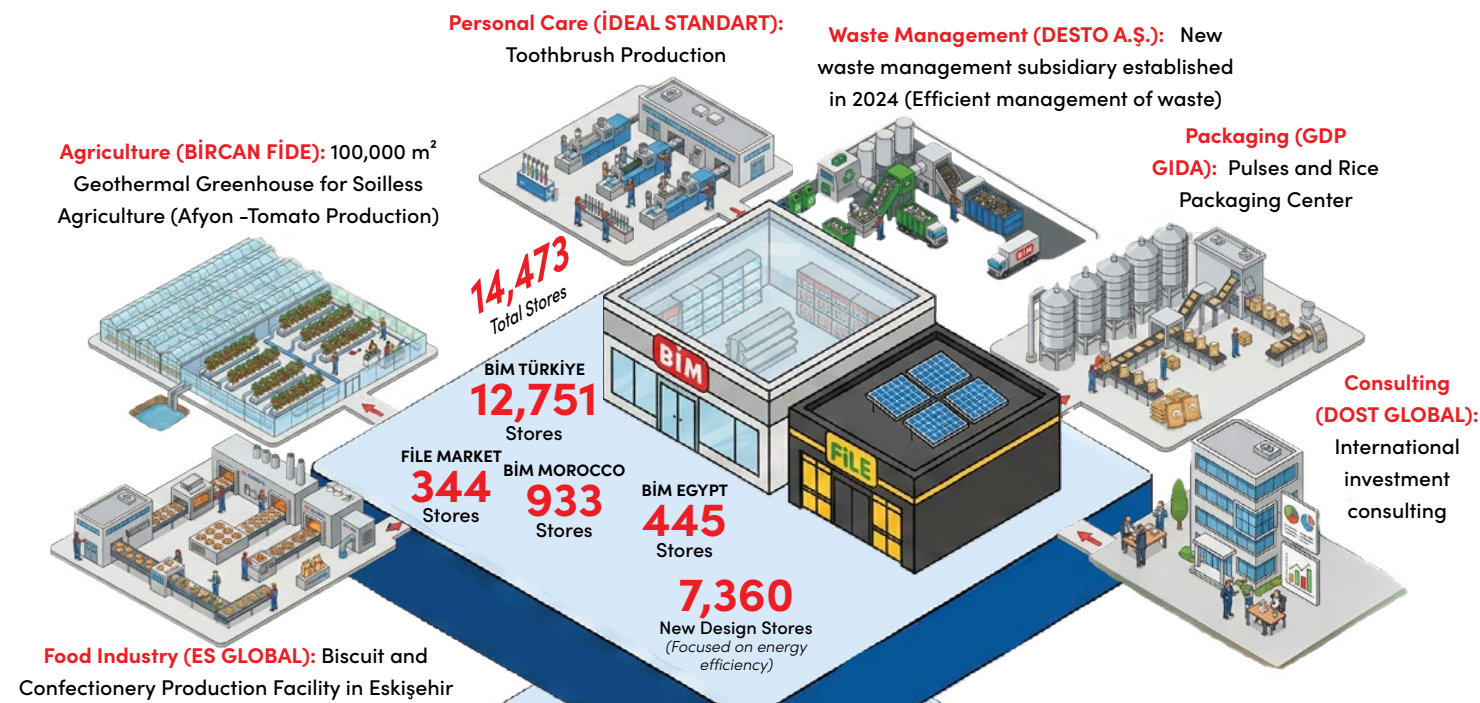 Personal Care (İDEAL STANDART):
Toothbrush Production
Waste Management (DESTO A.Ş.): New
waste management subsidiary established
in 2024 (Efficient management of waste)
Agriculture (BİRCAN FİDE): 100,000 m²
Geothermal Greenhouse for Soilless
Agriculture (Afyon -Tomato Production)
Packaging (GDP
GIDA): Pulses and Rice
Packaging Center
14,473
Total Stores
BİM
BİM
FİLE
BİM TÜRKİYE
12,751
Stores
FİLE MARKET
344
Stores
BİM MOROCCO
933
Stores
BİM EGYPT
445
Stores
7,360
New Design Stores
(Focused on energy
efficiency)
Consulting
(DOST GLOBAL):
International
investment
consulting
Food Industry (ES GLOBAL): Biscuit and
Confectionery Production Facility in Eskişehir